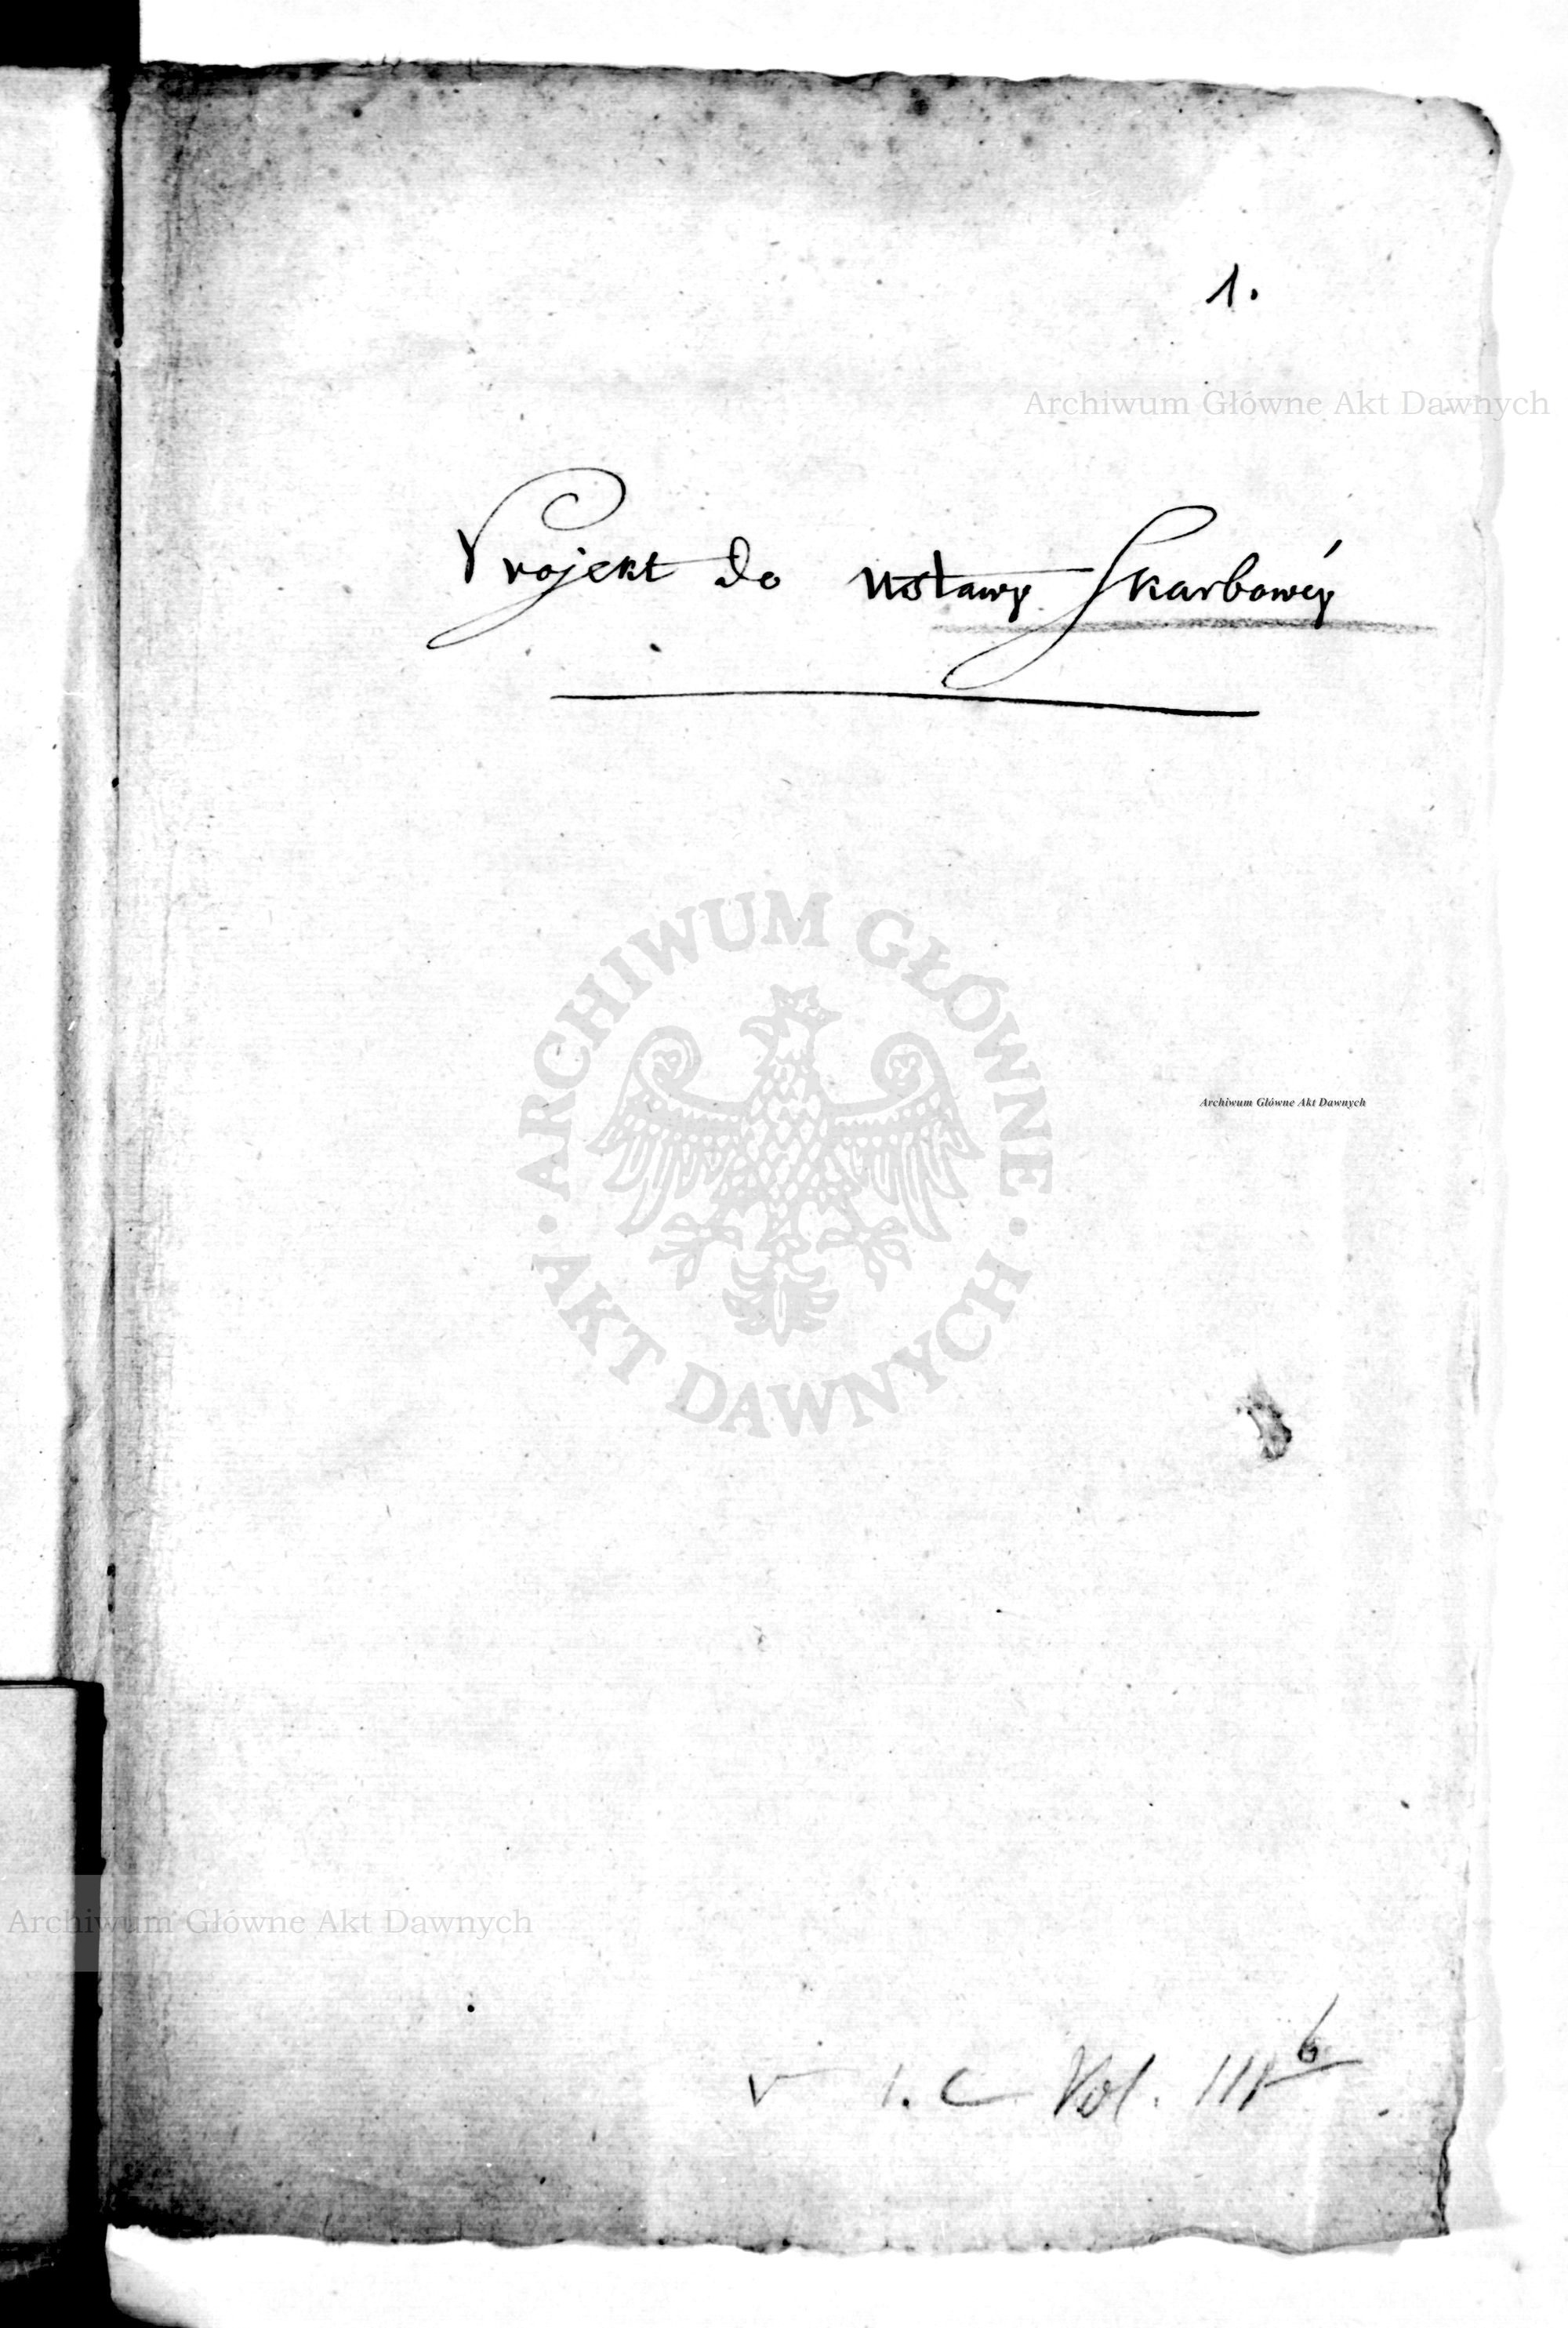 1.
Archiwum Główne Akt Dawnych
Projekt do ustawy Skarbowéy
ARCHIWUM GŁÓWNE
Archiwum Główne Akt Dawnych
AKT DAWNYCH
Archiwum Główne Akt Dawnych
1. C Vol. III b